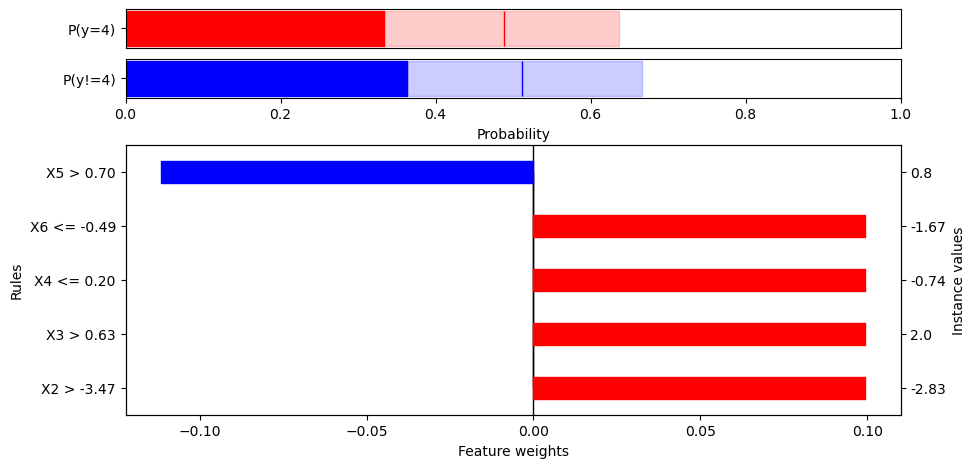 P(y=4)
P(y!=4)
0.0 0.2 0.4 0.6 0.8 1.0
Probability
X5 > 0.70 0.8
X6 <= -0.49 -1.67
X4 <= 0.20 -0.74
X3 > 0.63 2.0
X2 > -3.47 -2.83
Rules
Instance values
−0.10 −0.05 0.00 0.05 0.10
Feature weights